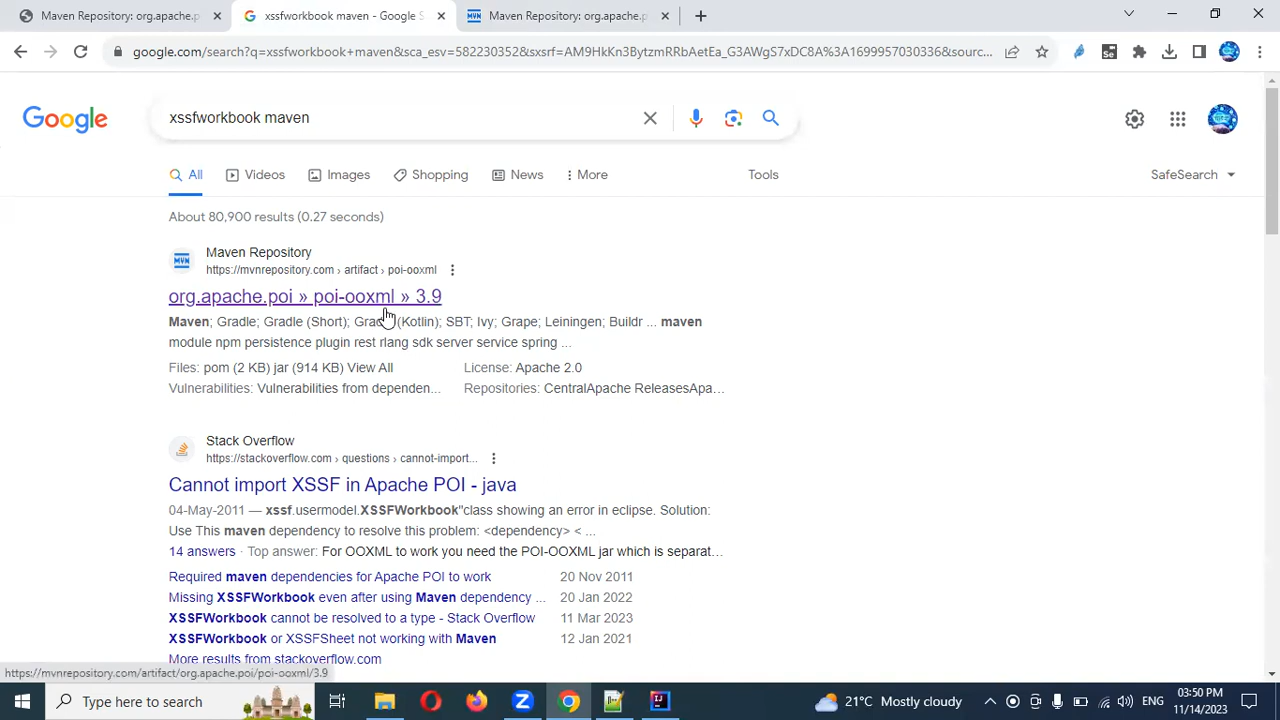 Maven Repository: org.apache.p
xssfworkbook maven - Google S
Maven Repository: org.apache.p
google.com/search?q=xssfworkbook+maven&sca_esv=582230352&sxsrf=AM9HkKn3BytzmRRbAetEa_G3AWgS7xDC8A%3A1699957030336&sourc...
Google
xssfworkbook maven
All
Videos
Images
Shopping
News
More
Tools
SafeSearch
About 80,900 results (0.27 seconds)
MVN
Maven Repository
https://mvnrepository.com › artifact › poi-ooxml
org.apache.poi » poi-ooxml » 3.9
Maven; Gradle; Gradle (Short); Gradle (Kotlin); SBT; Ivy; Grape; Leiningen; Buildr ... maven
module npm persistence plugin rest rlang sdk server service spring ...
Files: pom (2 KB) jar (914 KB) View All
License: Apache 2.0
Vulnerabilities: Vulnerabilities from dependen...
Repositories: CentralApache ReleasesApa...
Stack Overflow
https://stackoverflow.com › questions › cannot-import...
Cannot import XSSF in Apache POI - java
04-May-2011 — xssf.usermodel.XSSFWorkbook"class showing an error in eclipse. Solution:
Use This maven dependency to resolve this problem: <dependency> < ...
14 answers · Top answer: For OOXML to work you need the POI-OOXML jar which is separat...
Required maven dependencies for Apache POI to work 20 Nov 2011
Missing XSSFWorkbook even after using Maven dependency ... 20 Jan 2022
XSSFWorkbook cannot be resolved to a type - Stack Overflow 11 Mar 2023
XSSFWorkbook or XSSFSheet not working with Maven 12 Jan 2021
More results from stackoverflow.com
https://mvnrepository.com/artifact/org.apache.poi/poi-ooxml/3.9
Type here to search
21°C Mostly cloudy
ENG
03:50 PM
11/14/2023